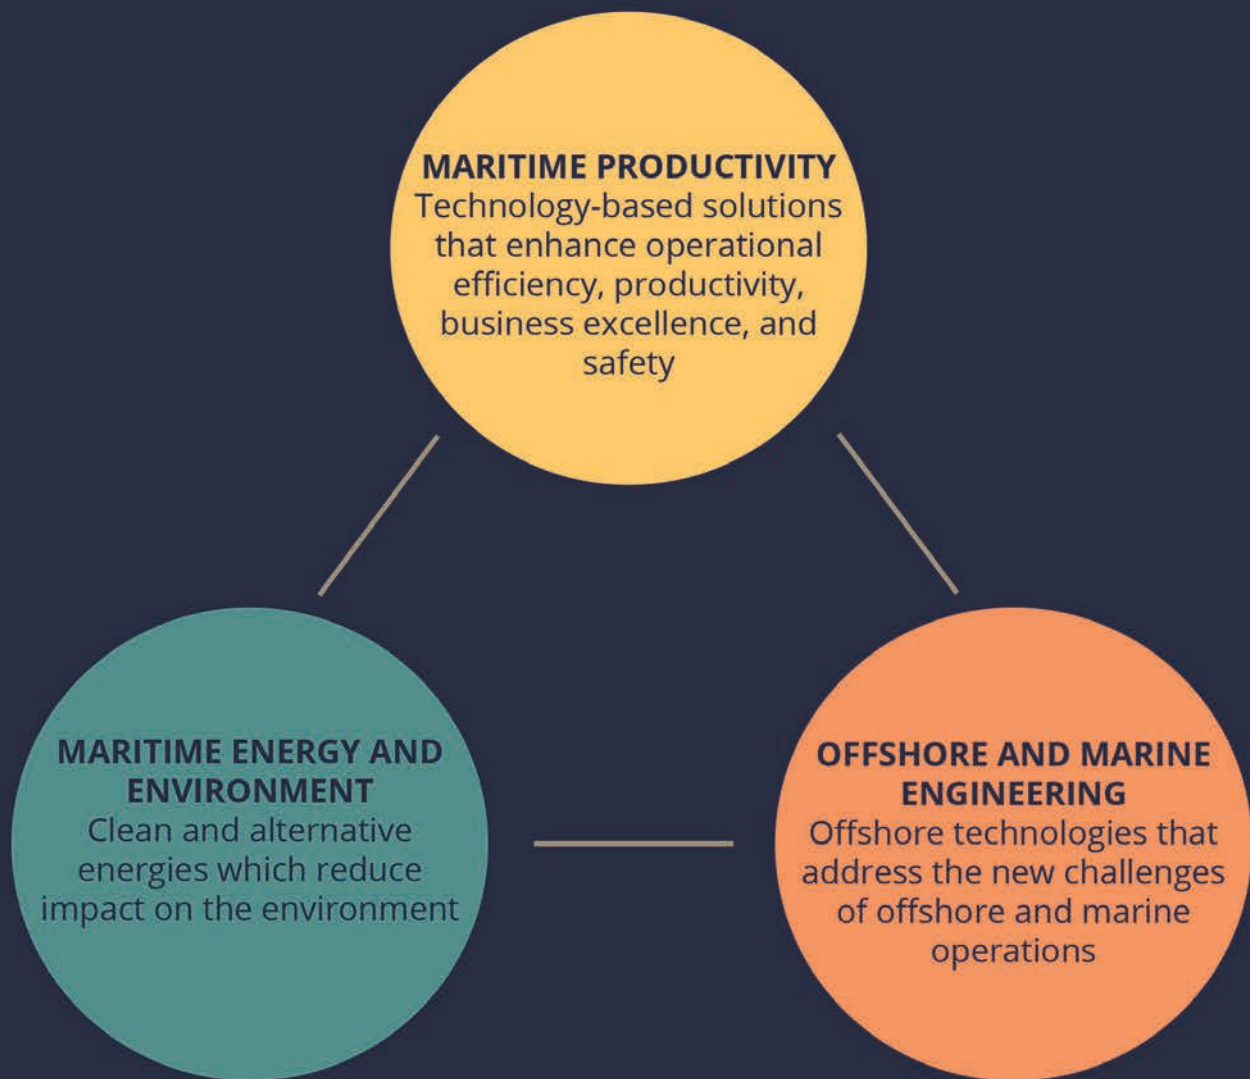 MARITIME PRODUCTIVITY
Technology-based solutions
that enhance operational
efficiency, productivity,
business excellence, and
safety
MARITIME ENERGY AND
ENVIRONMENT
Clean and alternative
energies which reduce
impact on the environment
OFFSHORE AND MARINE
ENGINEERING
Offshore technologies that
address the new challenges
of offshore and marine
operations